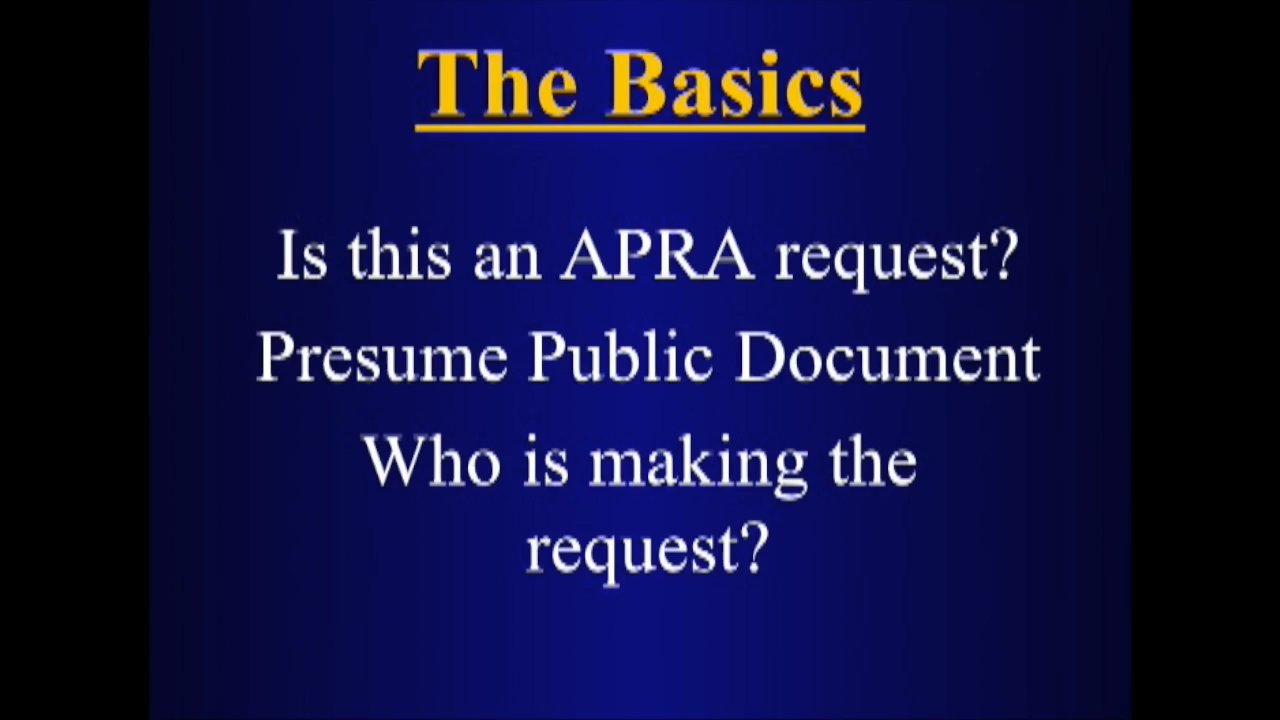 The Basics
Is this an APRA request?
Presume Public Document
Who is making the
request?